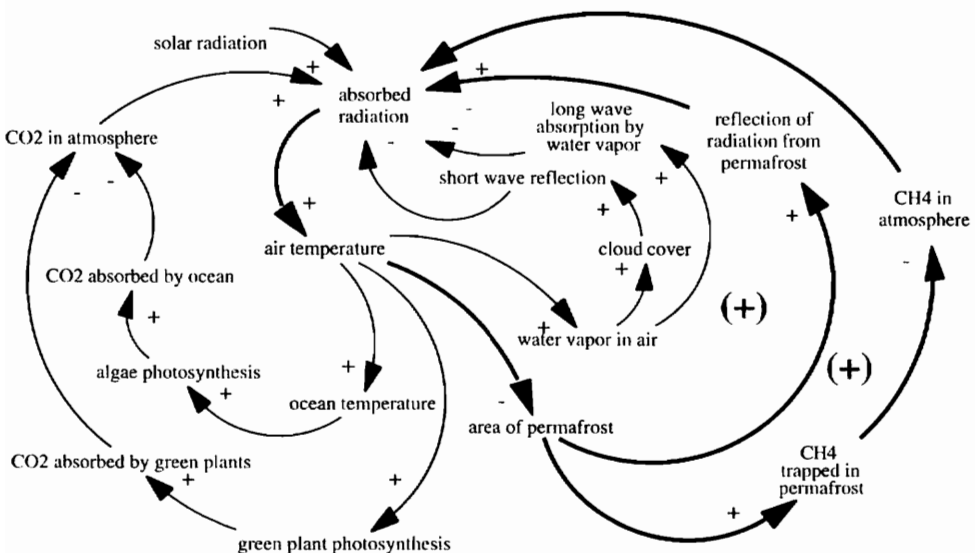 solar radiation
+
+
+
absorbed
radiation
-
-
-
long wave
absorption by
water vapor
reflection of
radiation from
permafrost
CO2 in atmosphere
short wave reflection
+
CH4 in
atmosphere
-
-
+
+
+
air temperature
cloud cover
-
CO2 absorbed by ocean
+
(+)
+
+
water vapor in air
algae photosynthesis
+
(+)
+
ocean temperature
-
area of permafrost
CO2 absorbed by green plants
CH4
trapped in
permafrost
+
+
+
green plant photosynthesis